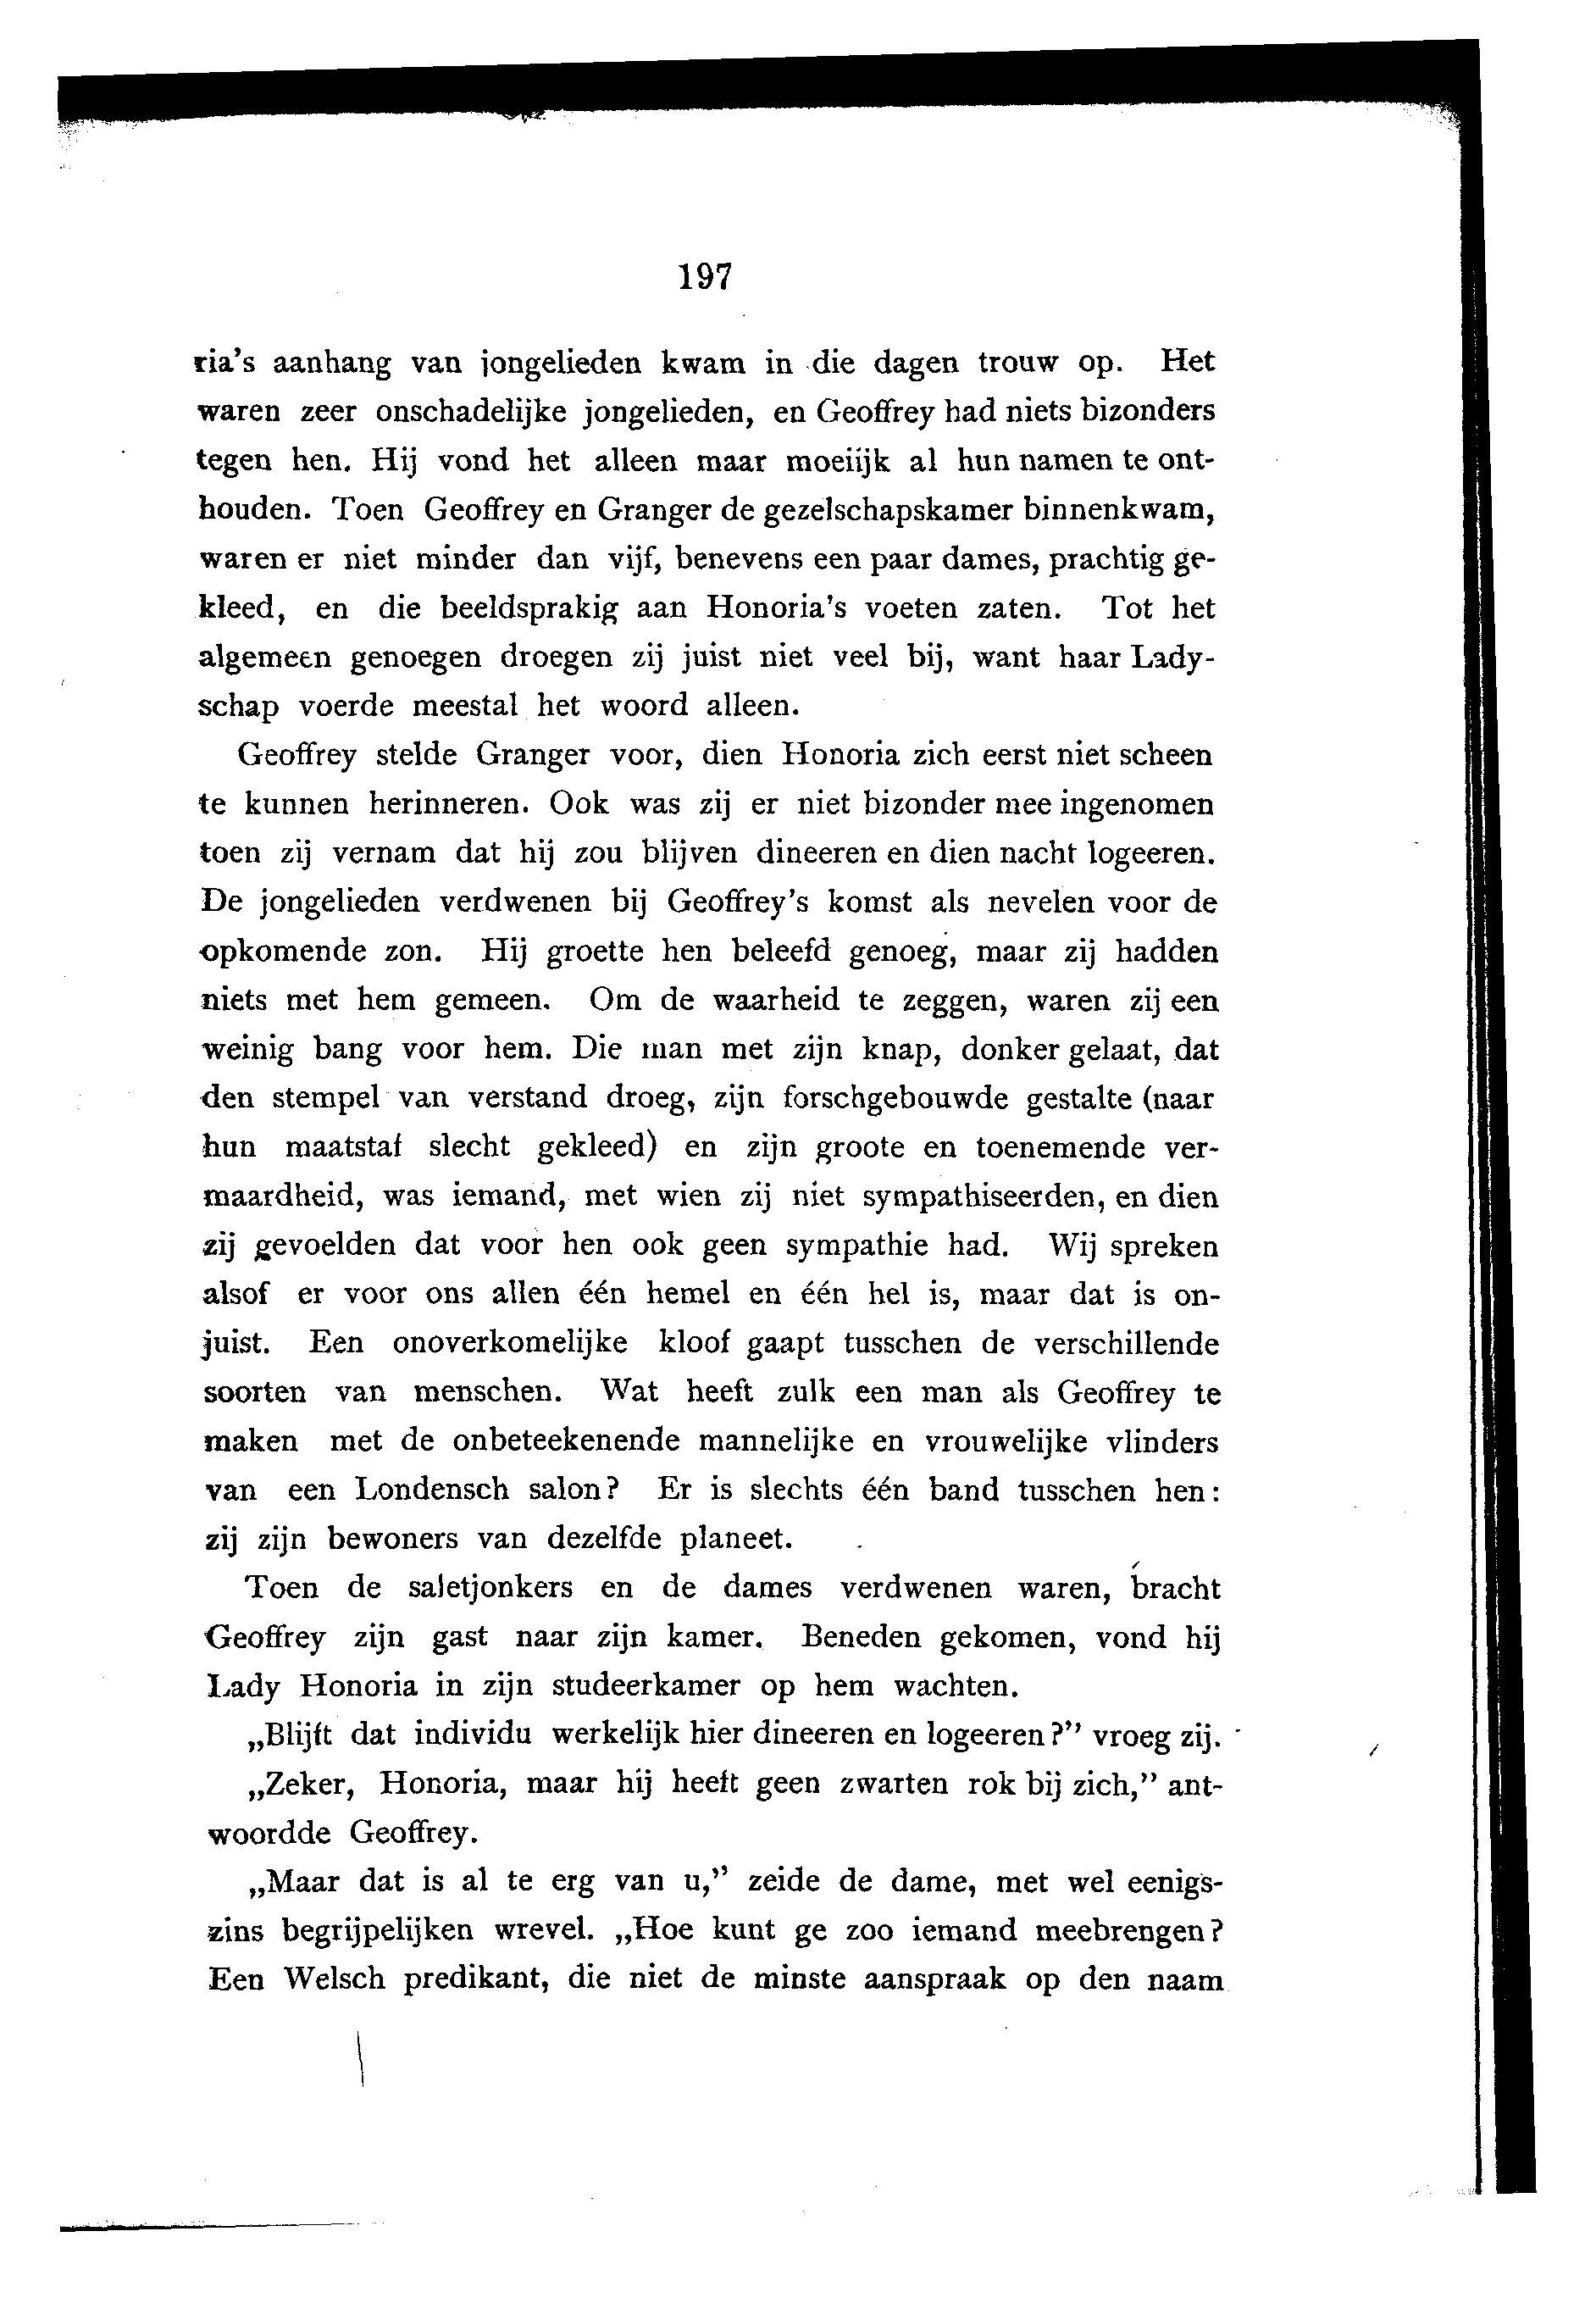 197
ria's aanhang van jongelieden kwam in die dagen trouw op. Het
waren zeer onschadelijke jongelieden, en Geoffrey had niets bizonders
tegen hen. Hij vond het alleen maar moeiijk al hun namen te ont-
houden. Toen Geoffrey en Granger de gezelschapskamer binnenkwam,
waren er niet minder dan vijf, benevens een paar dames, prachtig ge-
kleed, en die beeldsprakig aan Honoria's voeten zaten. Tot het
algemeen genoegen droegen zij juist niet veel bij, want haar Lady-
schap voerde meestal het woord alleen.
Geoffrey stelde Granger voor, dien Honoria zich eerst niet scheen
te kunnen herinneren. Ook was zij er niet bizonder mee ingenomen
toen zij vernam dat hij zou blijven dineeren en dien nacht logeeren.
De jongelieden verdwenen bij Geoffrey's komst als nevelen voor de
opkomende zon. Hij groette hen beleefd genoeg, maar zij hadden
niets met hem gemeen. Om de waarheid te zeggen, waren zij een
weinig bang voor hem. Die man met zijn knap, donker gelaat, dat
den stempel van verstand droeg, zijn forschgebouwde gestalte (naar
hun maatstaf slecht gekleed) en zijn groote en toenemende ver-
maardheid, was iemand, met wien zij niet sympathiseerden, en dien
zij gevoelden dat voor hen ook geen sympathie had. Wij spreken
alsof er voor ons allen één hemel en één hel is, maar dat is on-
juist. Een onoverkomelijke kloof gaapt tusschen de verschillende
soorten van menschen. Wat heeft zulk een man als Geoffrey te
maken met de onbeteekenende mannelijke en vrouwelijke vlinders
van een Londensch salon? Er is slechts één band tusschen hen:
zij zijn bewoners van dezelfde planeet.
Toen de saletjonkers en de dames verdwenen waren, bracht
Geoffrey zijn gast naar zijn kamer. Beneden gekomen, vond hij
Lady Honoria in zijn studeerkamer op hem wachten.
„Blijft dat individu werkelijk hier dineeren en logeeren?” vroeg zij.
„Zeker, Honoria, maar hij heeft geen zwarten rok bij zich,” ant-
woordde Geoffrey.
„Maar dat is al te erg van u,” zeide de dame, met wel eenigs-
zins begrijpelijken wrevel. „Hoe kunt ge zoo iemand meebrengen?
Een Welsch predikant, die niet de minste aanspraak op den naam